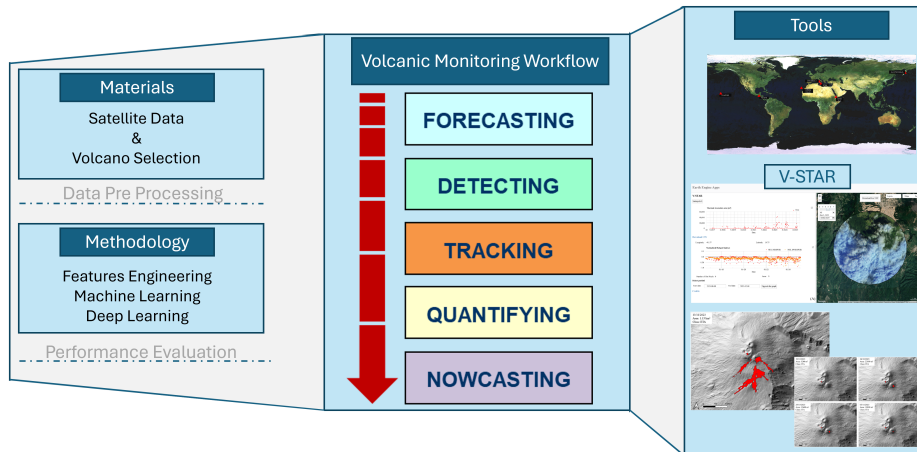 Materials
Satellite Data
&
Volcano Selection
Data Pre Processing
Methodology
Features Engineering
Machine Learning
Deep Learning
Performance Evaluation
Volcanic Monitoring Workflow
FORECASTING
DETECTING
TRACKING
QUANTIFYING
NOWCASTING
Tools
V-STAR